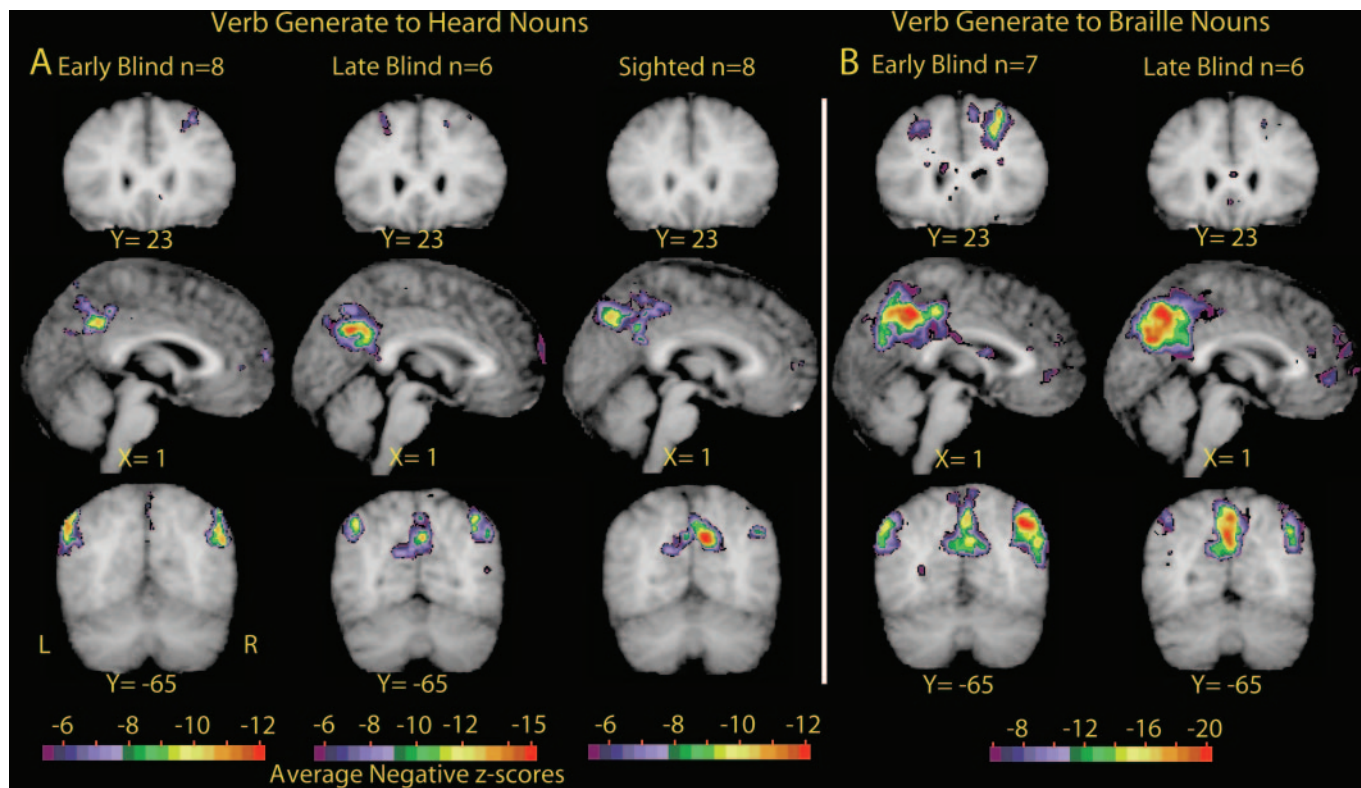 Verb Generate to Heard Nouns
Verb Generate to Braille Nouns
A Early Blind n=8
Late Blind n=6
Sighted n=8
B Early Blind n=7
Late Blind n=6
Y= 23
Y= 23
Y= 23
Y= 23
Y= 23
X= 1
X= 1
X= 1
X= 1
X= 1
L
R
Y= -65
Y= -65
Y= -65
Y= -65
Y= -65
-6 -8 -10 -12
-6 -8 -10 -12 -15
-6 -8 -10 -12
-8 -12 -16 -20
Average Negative z-scores